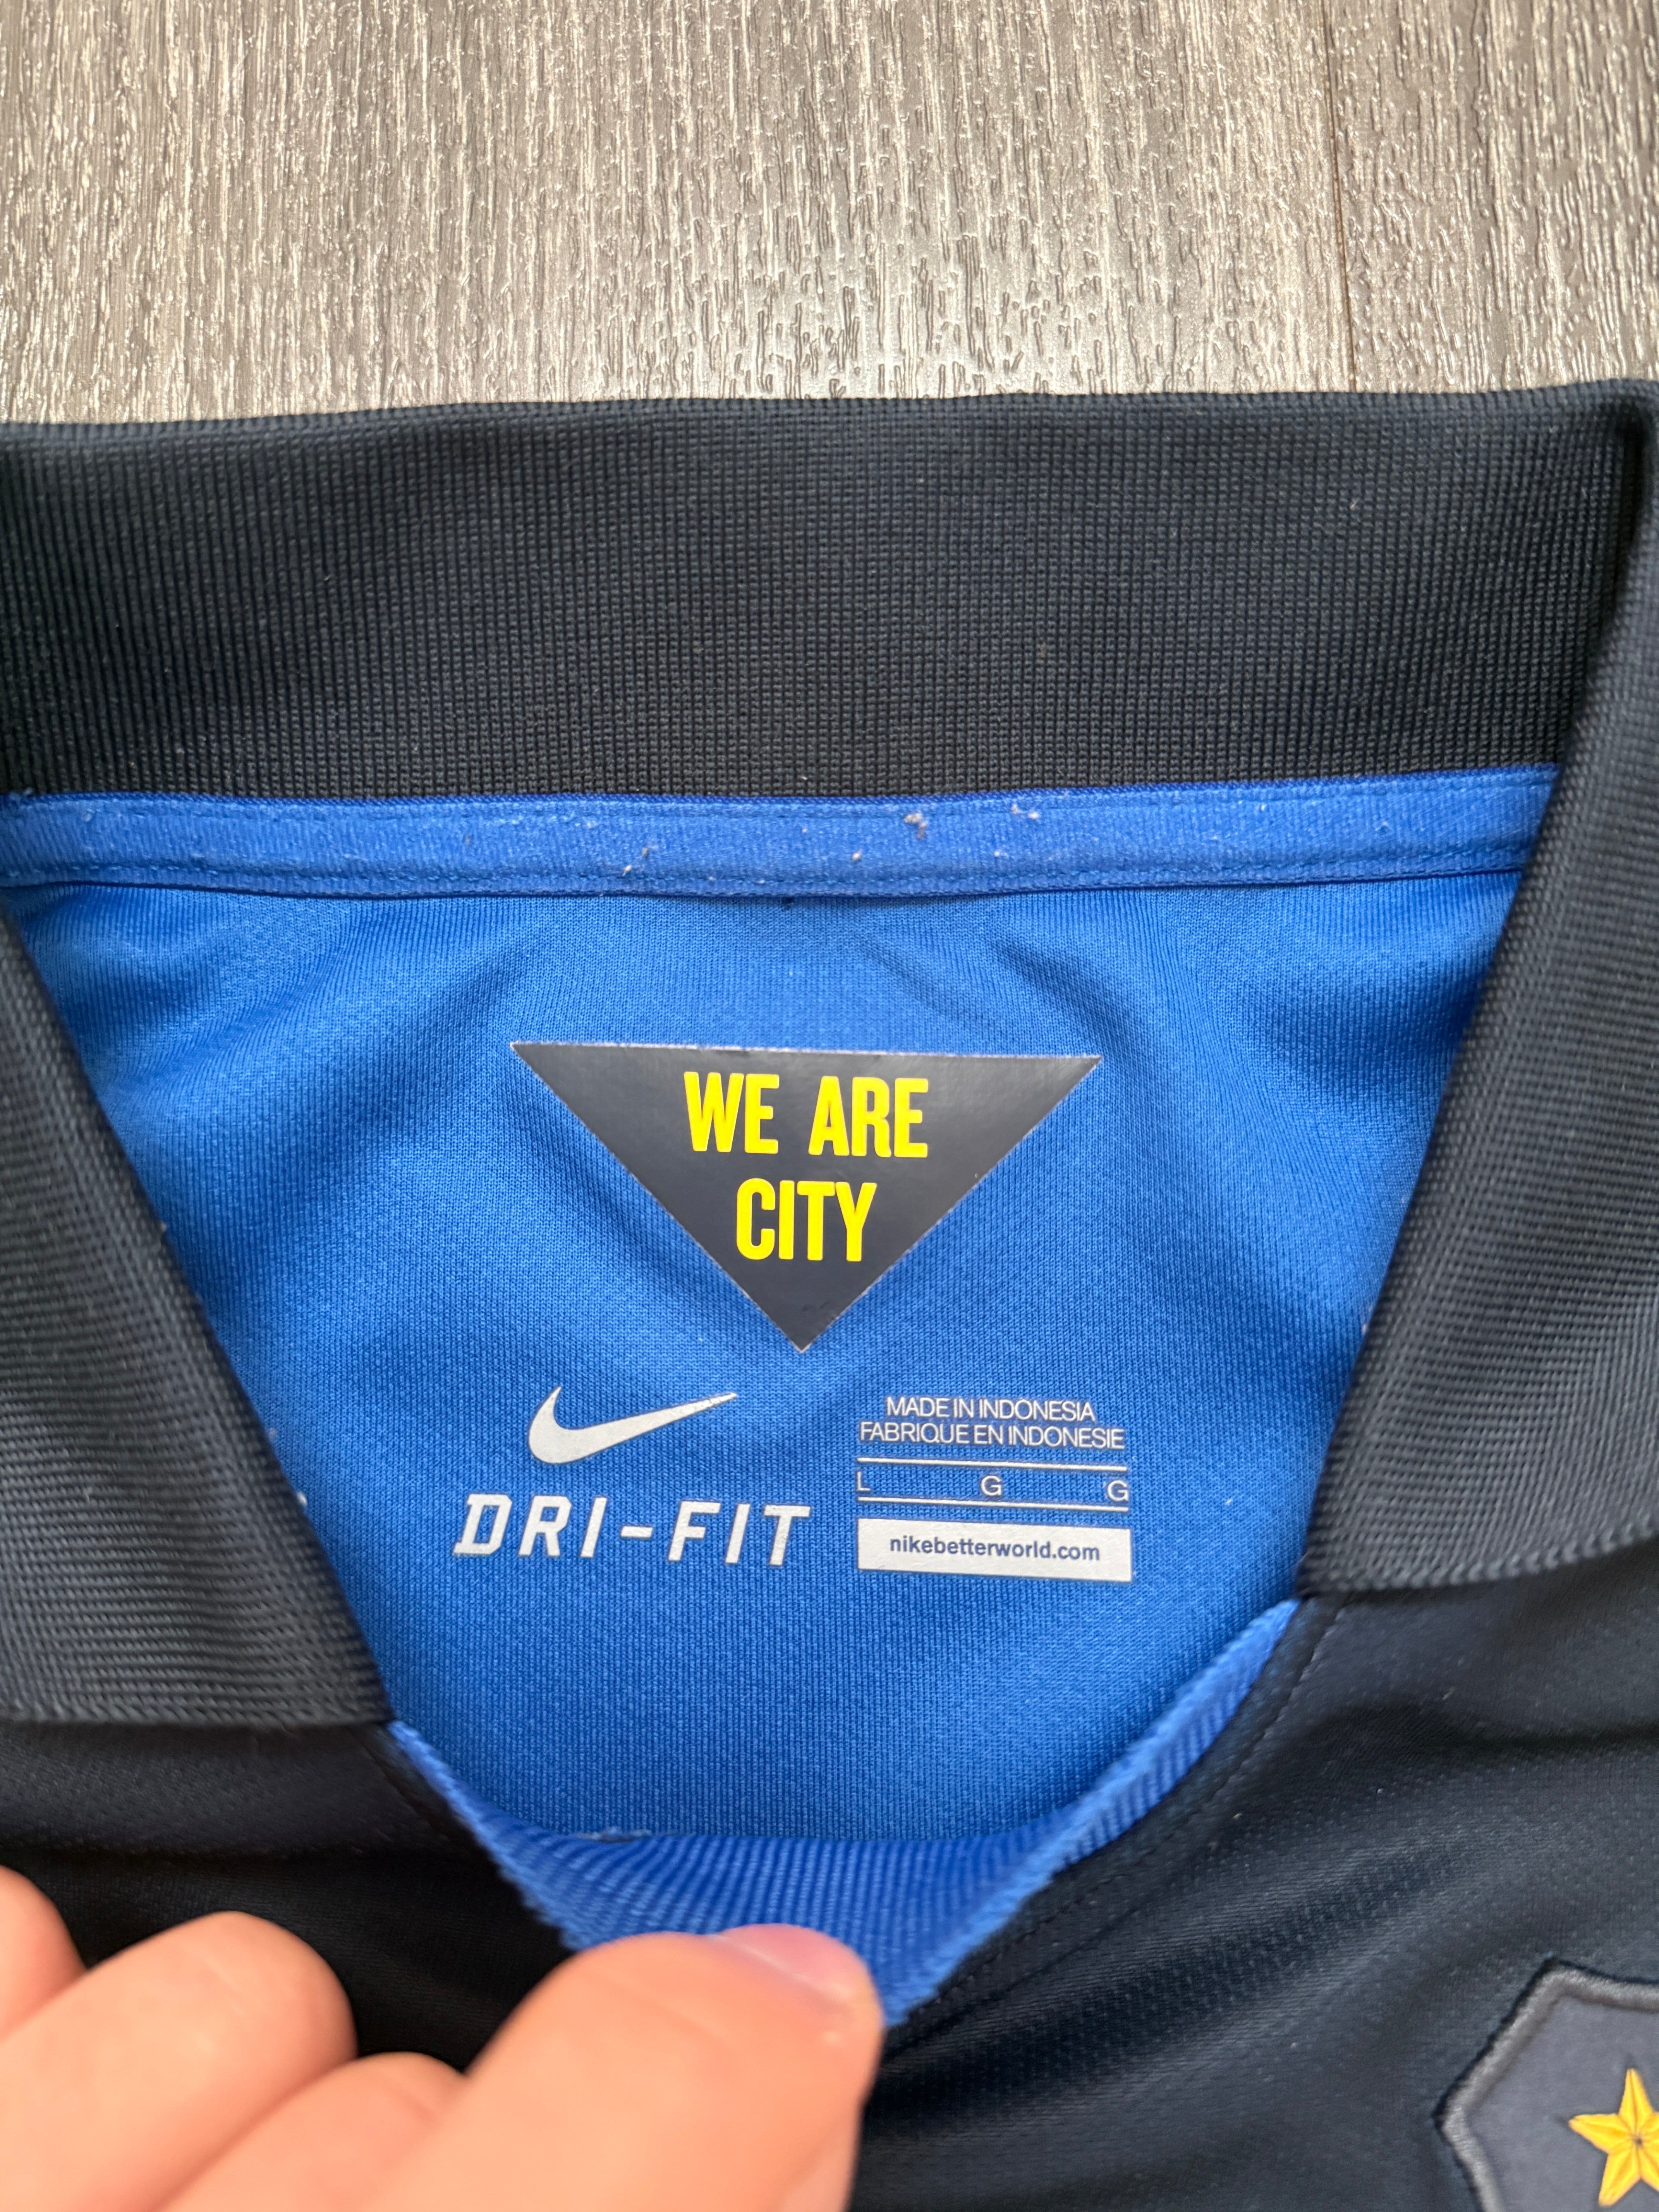 WE ARE
CITY
DRI-FIT
MADE IN INDONESIA
FABRIQUE EN INDONESIE
L G G
nikebetterworld.com